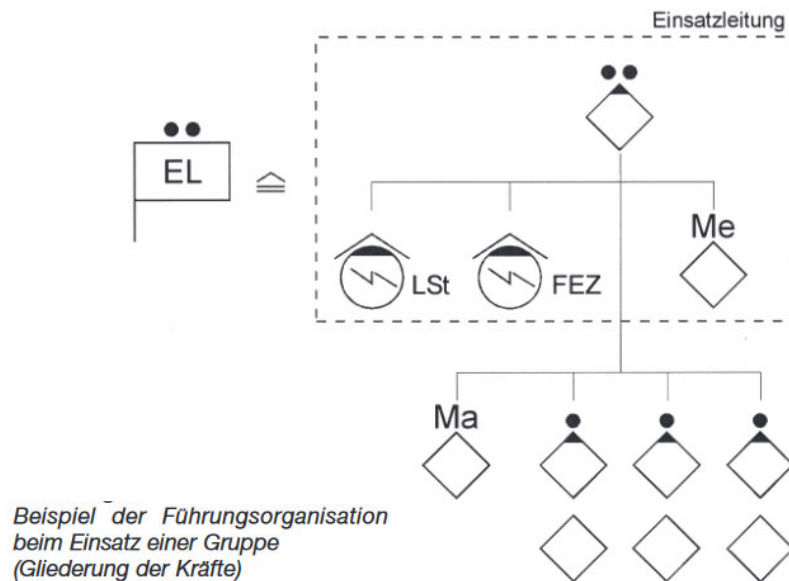 Einsatzleitung
EL
LSt
FEZ
Me
Ma
Beispiel der Führungsorganisation
beim Einsatz einer Gruppe
(Gliederung der Kräfte)